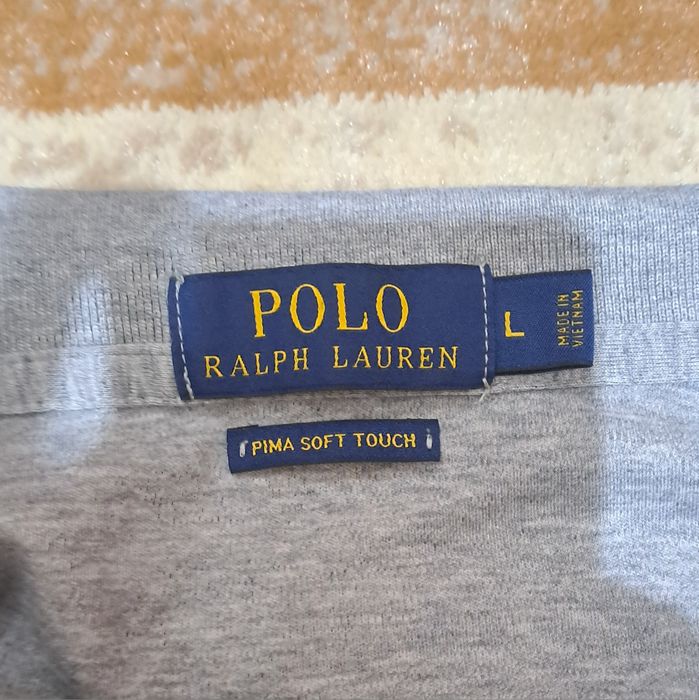 POLO
RALPH LAUREN
L
MADE IN
VIETNAM
PIMA SOFT TOUCH